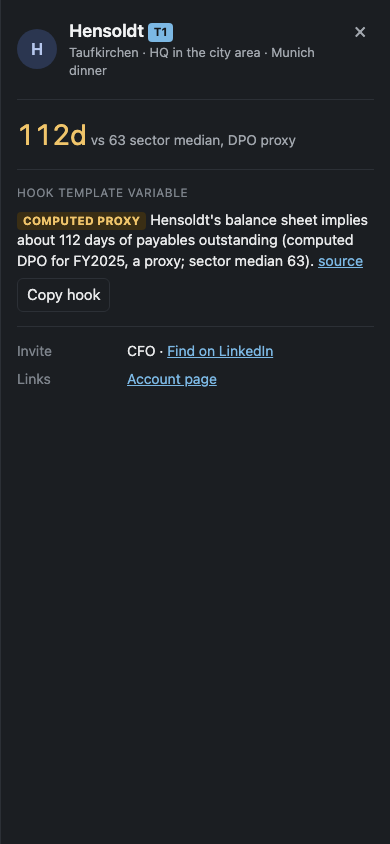 H
Hensoldt T1
Taufkirchen · HQ in the city area · Munich
dinner
112d vs 63 sector median, DPO proxy
HOOK TEMPLATE VARIABLE
COMPUTED PROXY Hensoldt's balance sheet implies
about 112 days of payables outstanding (computed
DPO for FY2025, a proxy; sector median 63). source
Copy hook
Invite CFO · Find on LinkedIn
Links Account page